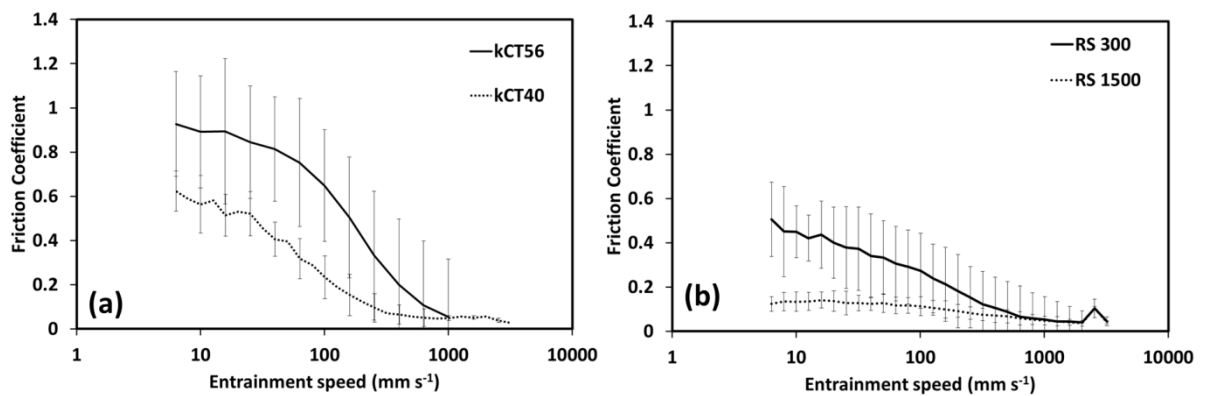 1.4
1.2
1
0.8
0.6
0.4
0.2
0
Friction Coefficient
kCT56
kCT40
(a)
1
10
100
1000
10000
Entrainment speed (mm s⁻¹)
1.4
1.2
1
0.8
0.6
0.4
0.2
0
Friction Coefficient
RS 300
RS 1500
(b)
1
10
100
1000
10000
Entrainment speed (mm s⁻¹)